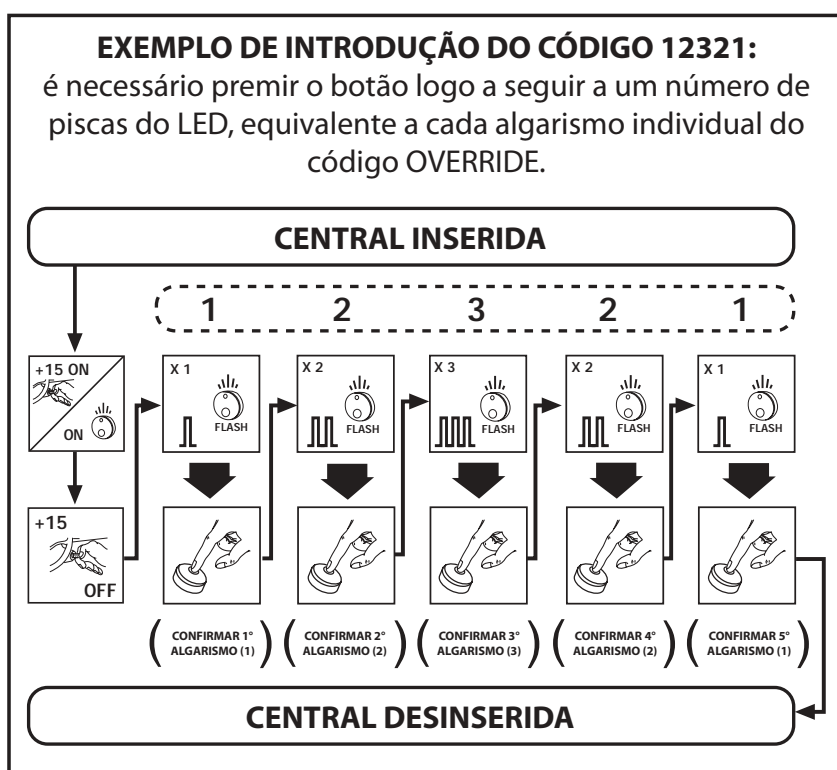 EXEMPLO DE INTRODUÇÃO DO CÓDIGO 12321:
é necessário premir o botão logo a seguir a um número de
piscas do LED, equivalente a cada algarismo individual do
código OVERRIDE.
CENTRAL INSERIDA
1 2 3 2 1
+15 ON
ON
X 1
FLASH
X 2
FLASH
X 3
FLASH
X 2
FLASH
X 1
FLASH
+15
OFF
( CONFIRMAR 1°
ALGARISMO (1) )
( CONFIRMAR 2°
ALGARISMO (2) )
( CONFIRMAR 3°
ALGARISMO (3) )
( CONFIRMAR 4°
ALGARISMO (2) )
( CONFIRMAR 5°
ALGARISMO (1) )
CENTRAL DESINSERIDA